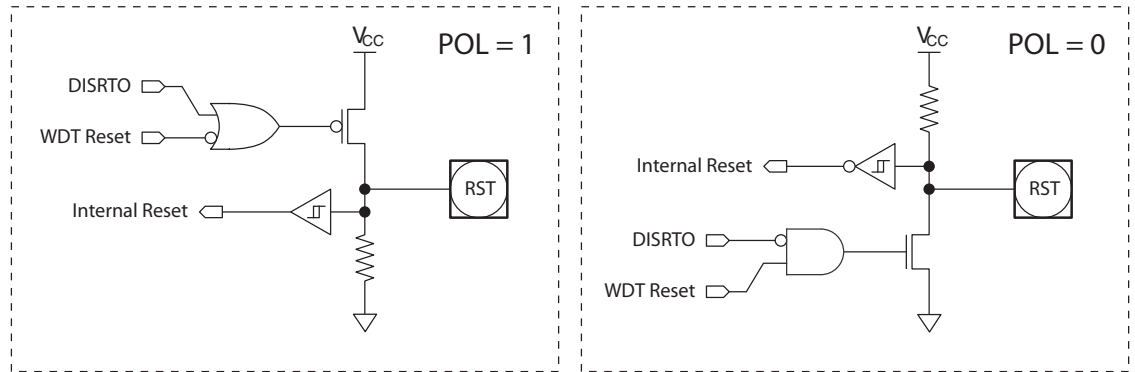 POL = 1
VCC
DISRTO
WDT Reset
RST
Internal Reset
POL = 0
VCC
Internal Reset
RST
DISRTO
WDT Reset